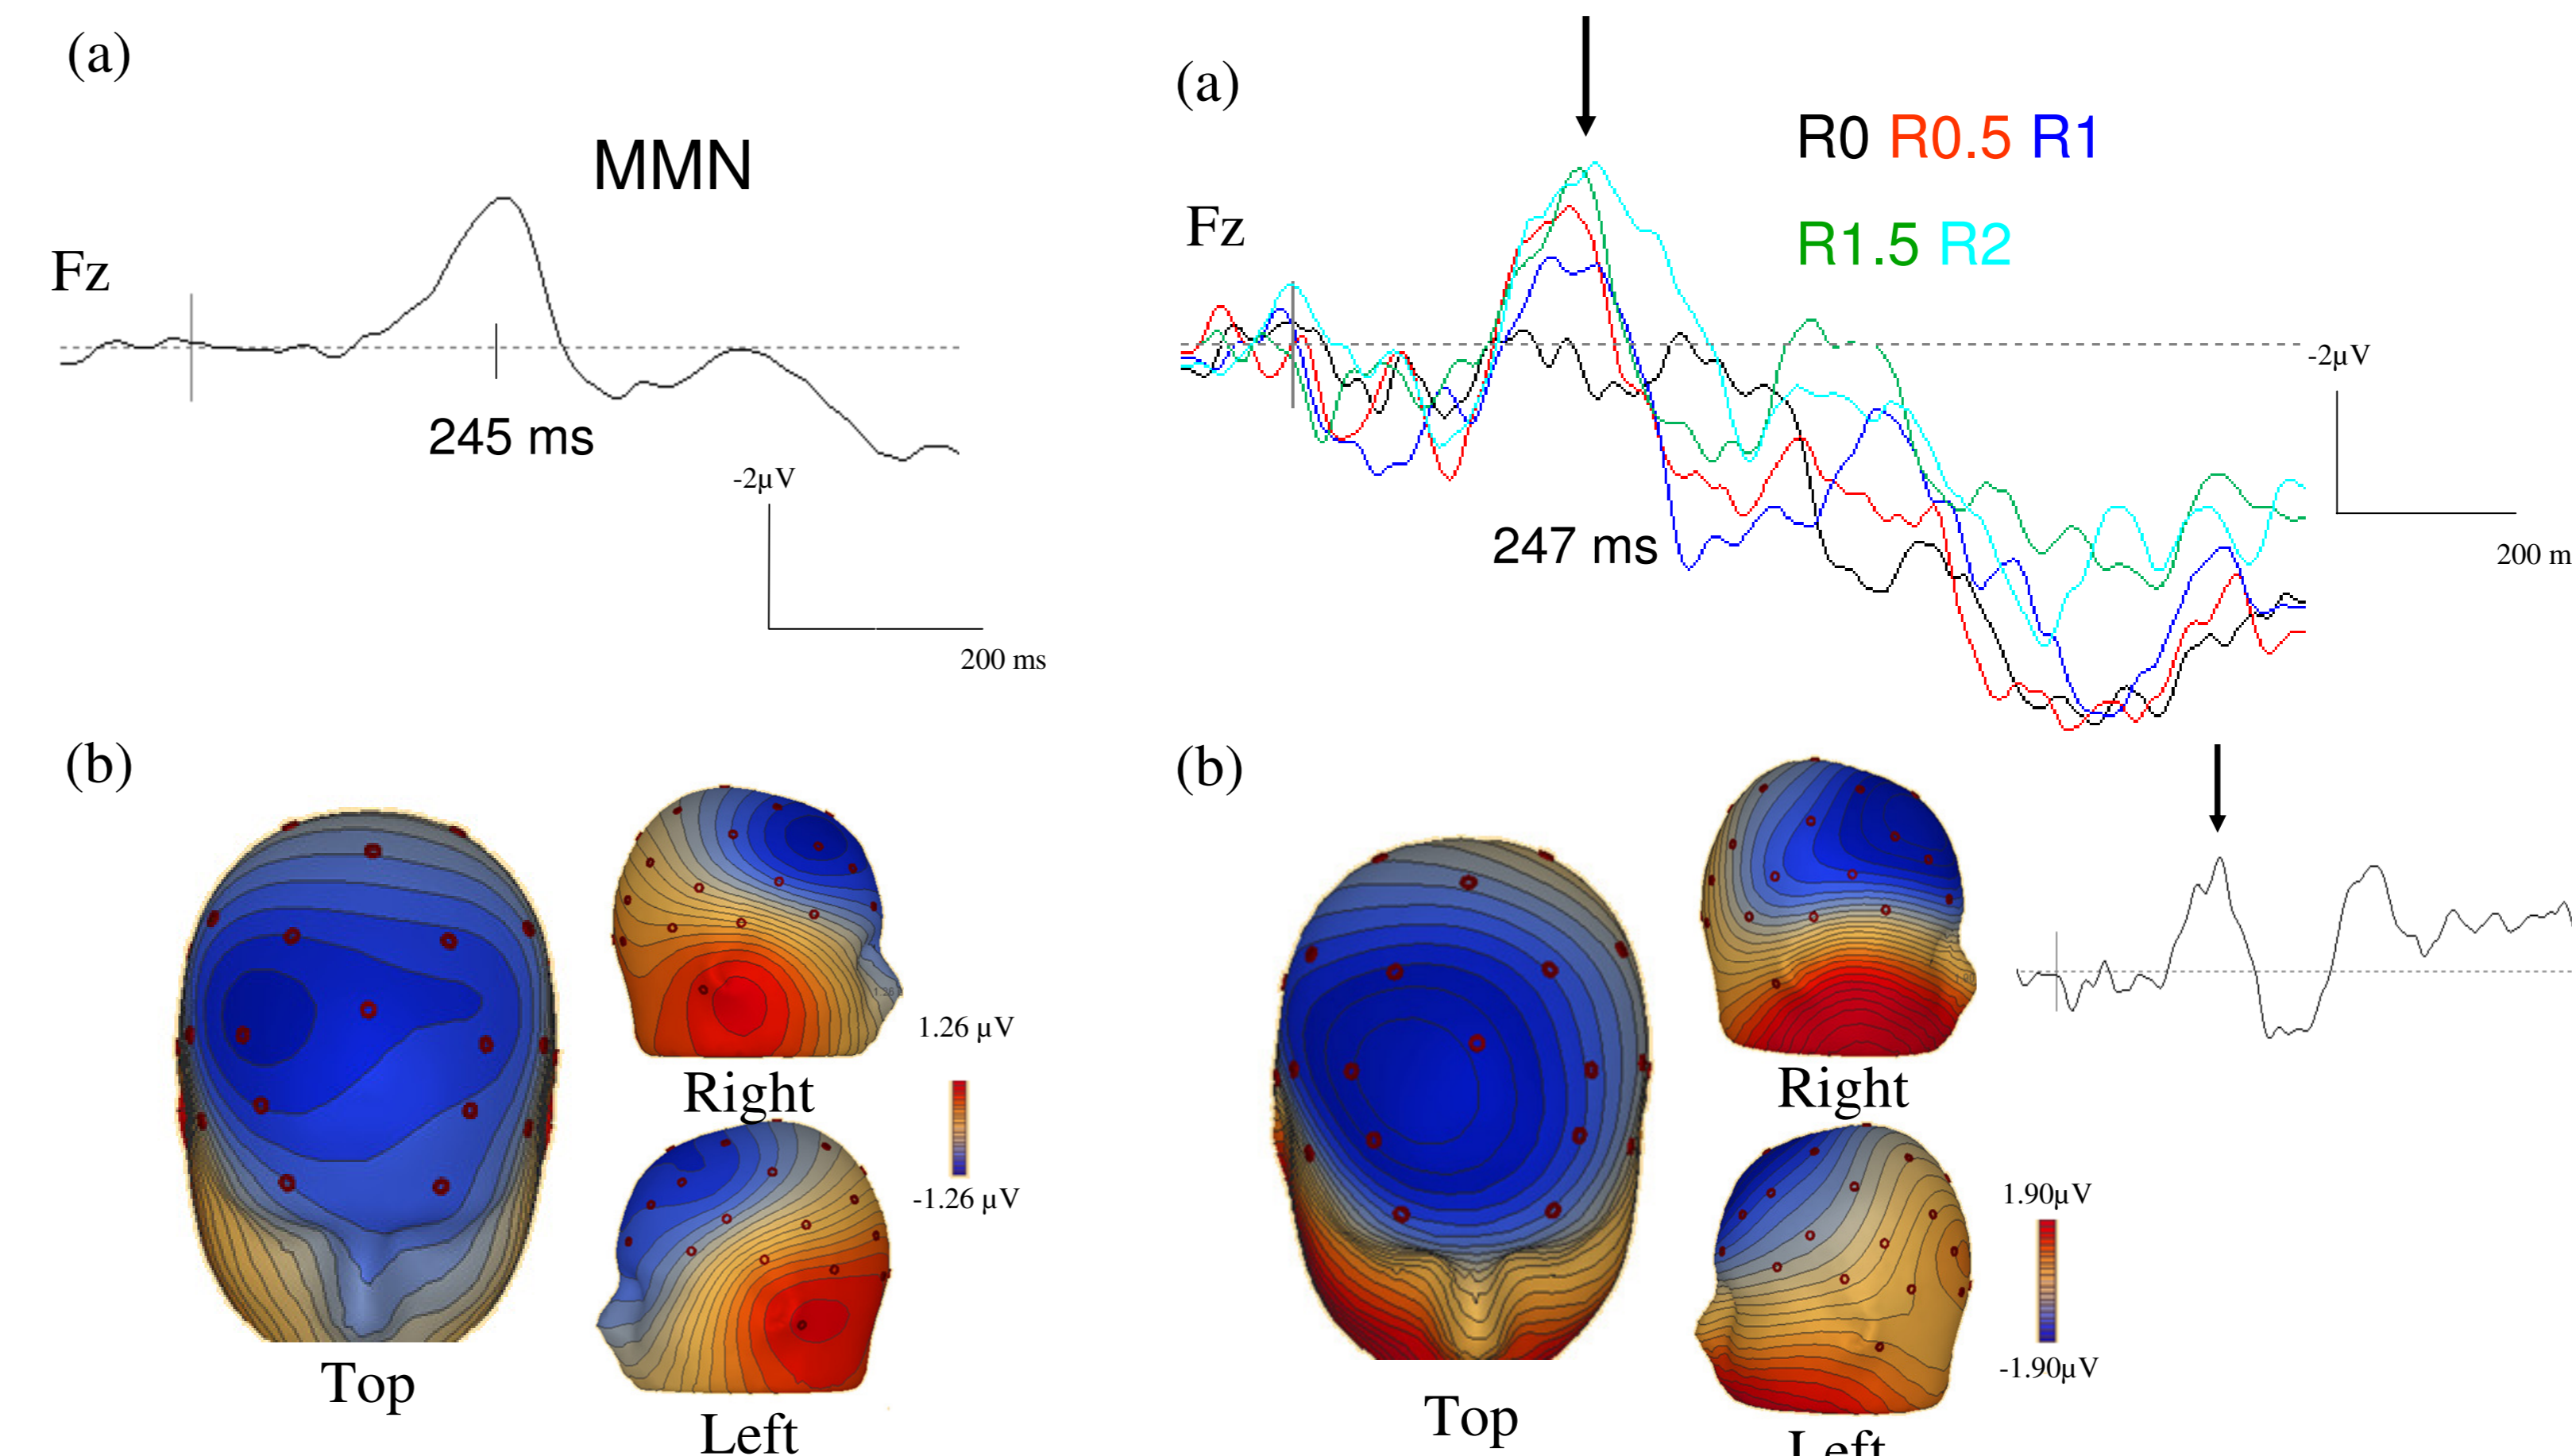 (a)
MMN
Fz
245 ms
-2µV
200 ms
(b)
1.26 µV
-1.26 µV
Right
Top
Left
(a)
R0 R0.5 R1
R1.5 R2
Fz
-2µV
247 ms
200 m
(b)
Right
1.90µV
-1.90µV
Top
Left